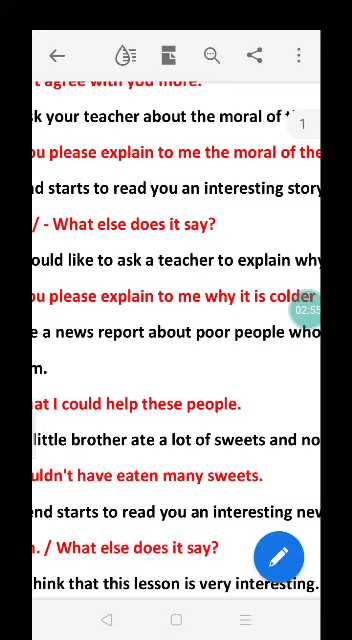 't agree with you more.
sk your teacher about the moral of
1
ou please explain to me the moral of the
nd starts to read you an interesting story
/ - What else does it say?
ould like to ask a teacher to explain why
ou please explain to me why it is colder
02:55
e a news report about poor people who
m.
at I could help these people.
little brother ate a lot of sweets and no
uldn't have eaten many sweets.
end starts to read you an interesting new
n. / What else does it say?
think that this lesson is very interesting.